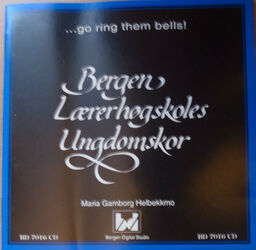 ...go ring them bells!
Bergen
Lærerhøgskoles
Ungdomskor
Maria Gamborg Helbekkmo
Bergen Digital Studio
BD 7016 CD
BD 7016 CD